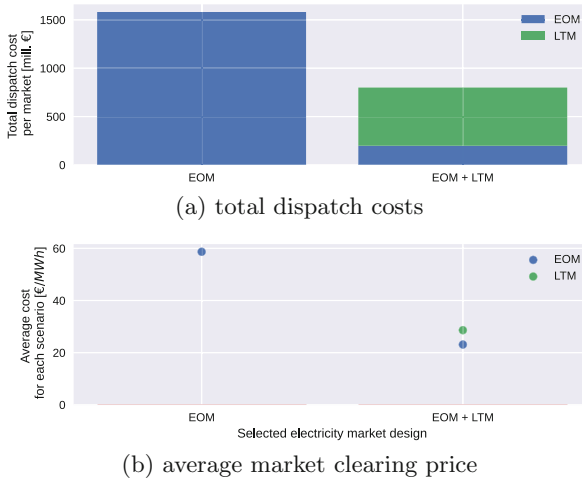 Total dispatch cost
per market [mill. €]
1500
1000
500
0
EOM
LTM
EOM
EOM + LTM
(a) total dispatch costs
Average cost
for each scenario [€/MWh]
60
40
20
0
EOM
LTM
EOM
EOM + LTM
Selected electricity market design
(b) average market clearing price